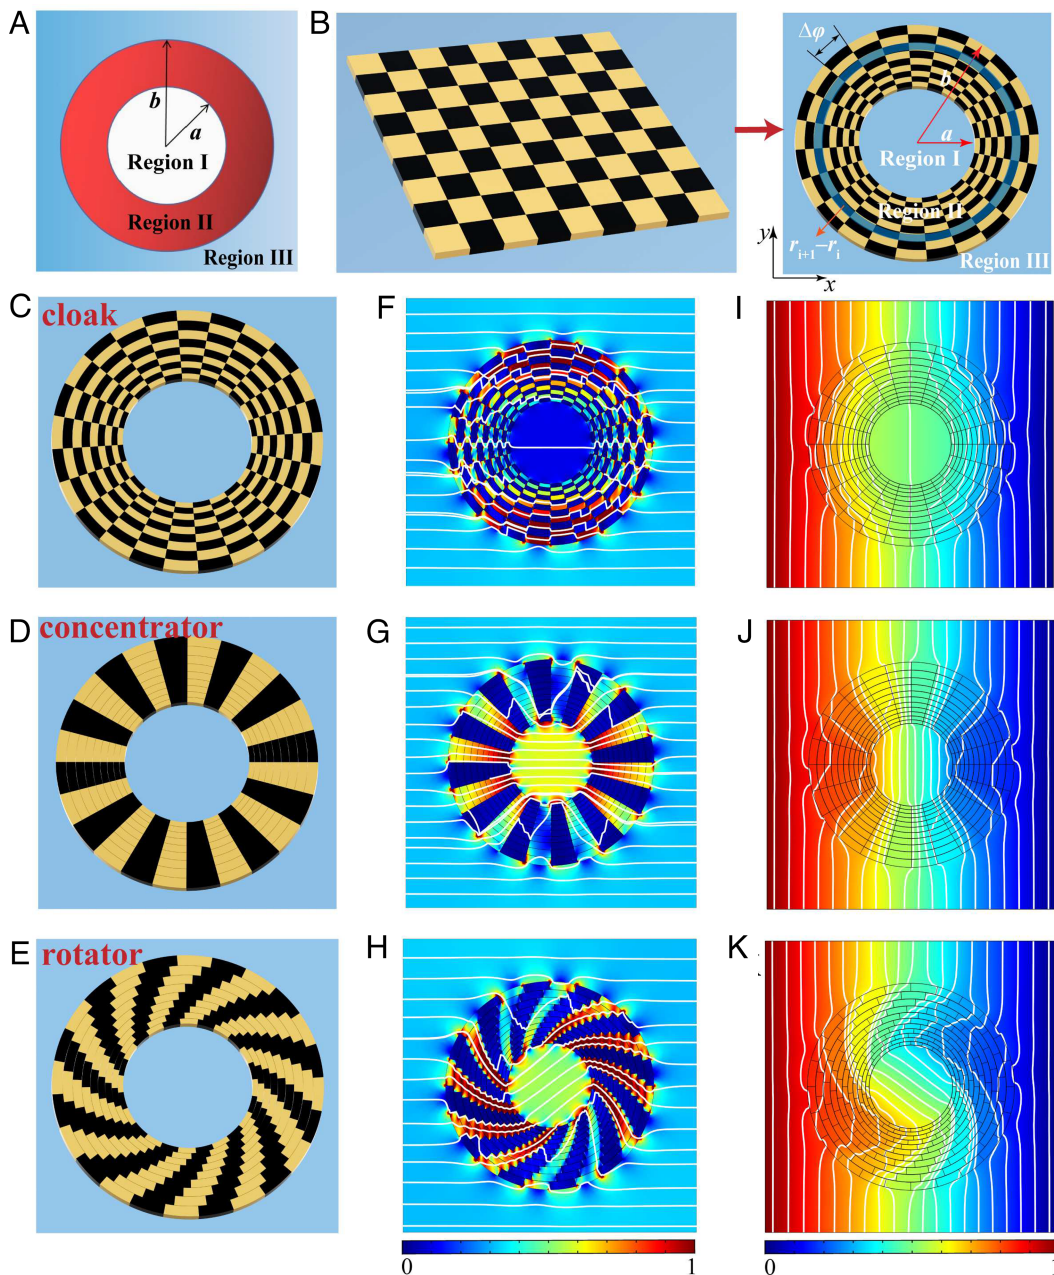 A
b
a
Region I
Region II
Region III
B
Δφ
b
a
Region I
Region II
r_{i+1}−r_i
Region III
y
x
C
cloak
F
I
D
concentrator
G
J
E
rotator
H
K
0
1
0